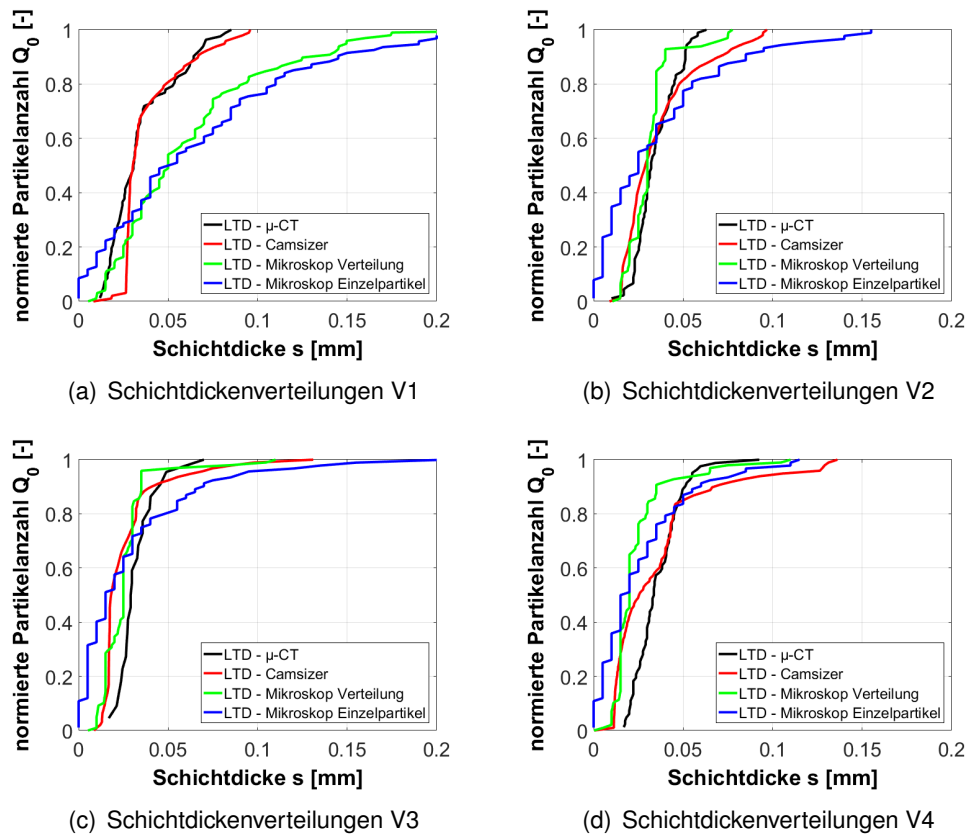 normierte Partikelanzahl Q0 [-]
1
0.8
0.6
0.4
0.2
0
LTD - µ-CT
LTD - Camsizer
LTD - Mikroskop Verteilung
LTD - Mikroskop Einzelpartikel
0 0.05 0.1 0.15 0.2
Schichtdicke s [mm]
(a) Schichtdickenverteilungen V1
normierte Partikelanzahl Q0 [-]
1
0.8
0.6
0.4
0.2
0
LTD - µ-CT
LTD - Camsizer
LTD - Mikroskop Verteilung
LTD - Mikroskop Einzelpartikel
0 0.05 0.1 0.15 0.2
Schichtdicke s [mm]
(b) Schichtdickenverteilungen V2
normierte Partikelanzahl Q0 [-]
1
0.8
0.6
0.4
0.2
0
LTD - µ-CT
LTD - Camsizer
LTD - Mikroskop Verteilung
LTD - Mikroskop Einzelpartikel
0 0.05 0.1 0.15 0.2
Schichtdicke s [mm]
(c) Schichtdickenverteilungen V3
normierte Partikelanzahl Q0 [-]
1
0.8
0.6
0.4
0.2
0
LTD - µ-CT
LTD - Camsizer
LTD - Mikroskop Verteilung
LTD - Mikroskop Einzelpartikel
0 0.05 0.1 0.15 0.2
Schichtdicke s [mm]
(d) Schichtdickenverteilungen V4